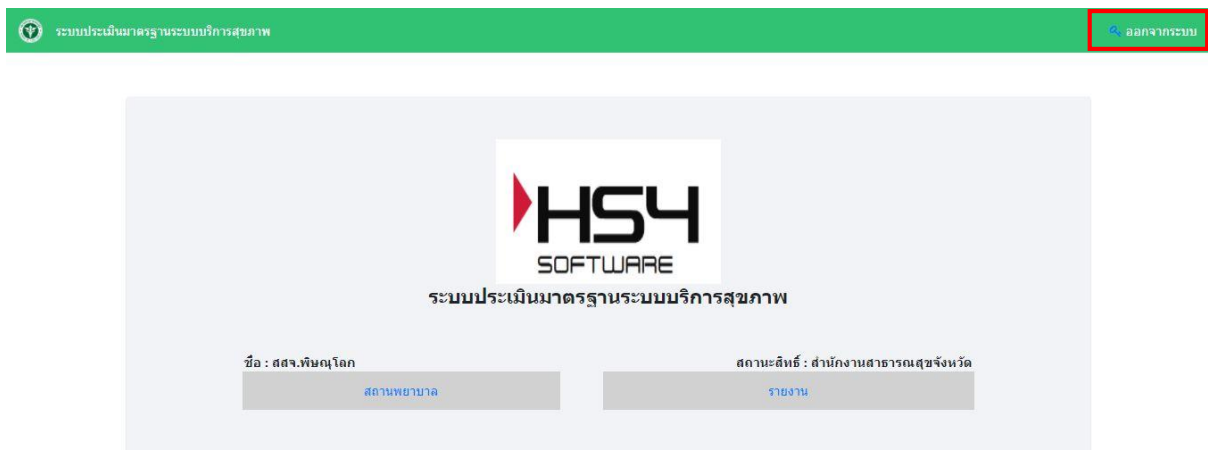 ระบบประเมินมาตรฐานระบบบริการสุขภาพ
ออกจากระบบ
HS4
SOFTWARE
ระบบประเมินมาตรฐานระบบบริการสุขภาพ
ชื่อ : สสจ.พิษณุโลก
สถานะสิทธิ์ : สำนักงานสาธารณสุขจังหวัด
สถานพยาบาล
รายงาน